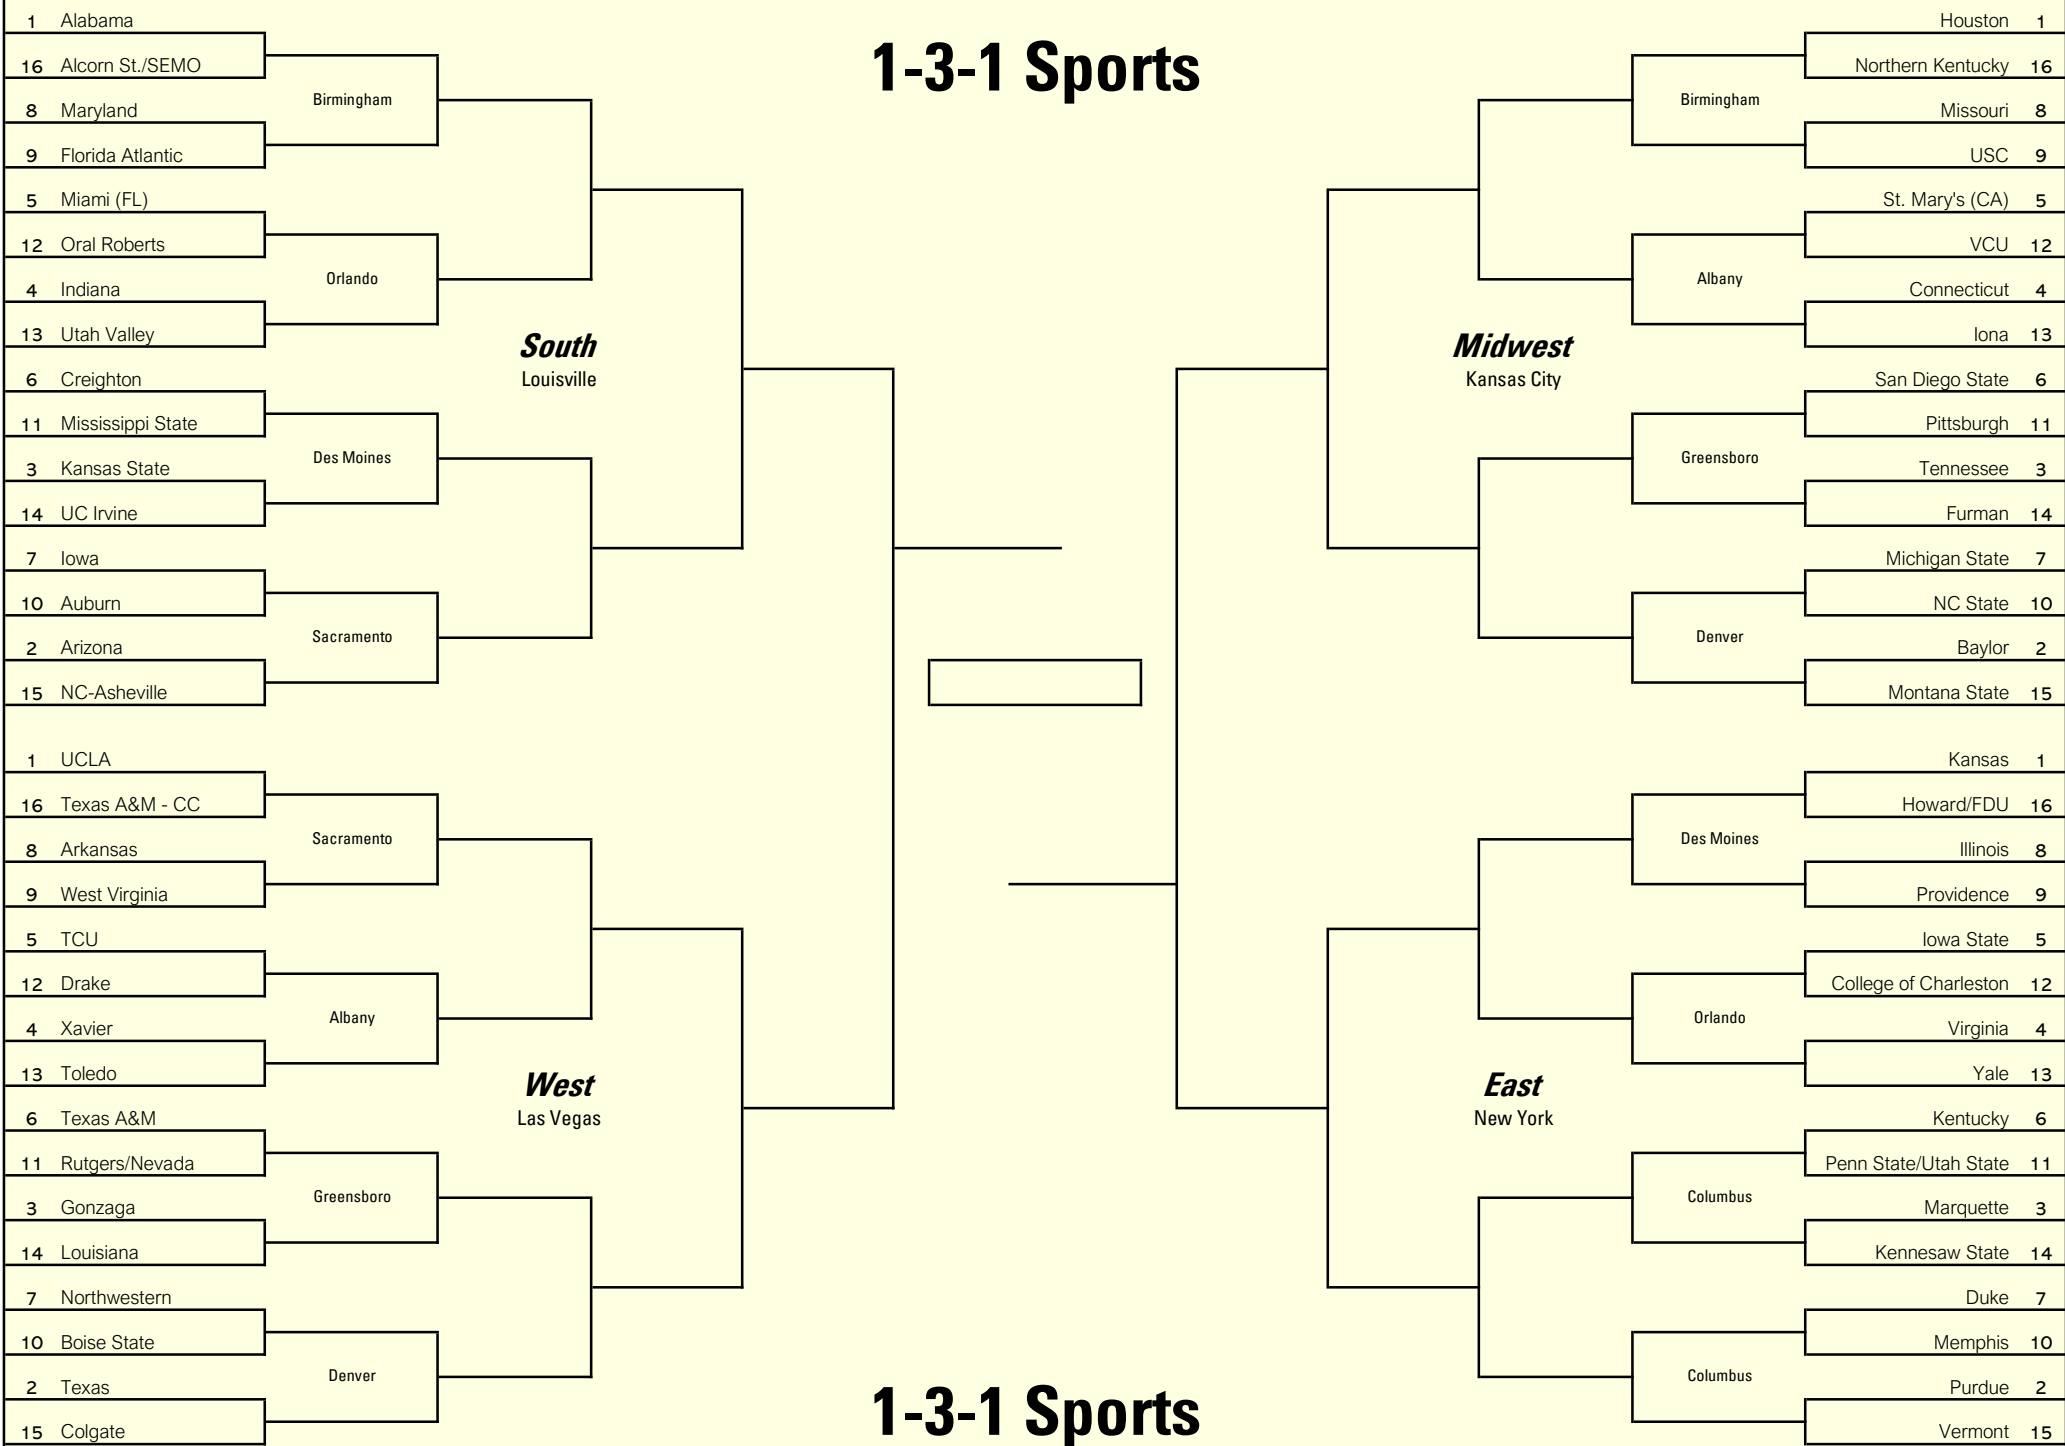 1-3-1 Sports
1 Alabama
16 Alcorn St./SEMO
Birmingham
8 Maryland
9 Florida Atlantic
5 Miami (FL)
12 Oral Roberts
Orlando
4 Indiana
13 Utah Valley
South
Louisville
6 Creighton
11 Mississippi State
Des Moines
3 Kansas State
14 UC Irvine
7 Iowa
10 Auburn
Sacramento
2 Arizona
15 NC-Asheville
1 UCLA
16 Texas A&M - CC
Sacramento
8 Arkansas
9 West Virginia
5 TCU
12 Drake
Albany
4 Xavier
13 Toledo
West
Las Vegas
6 Texas A&M
11 Rutgers/Nevada
Greensboro
3 Gonzaga
14 Louisiana
7 Northwestern
10 Boise State
Denver
2 Texas
15 Colgate
Houston 1
Northern Kentucky 16
Birmingham
Missouri 8
USC 9
St. Mary's (CA) 5
VCU 12
Albany
Connecticut 4
Iona 13
Midwest
Kansas City
San Diego State 6
Pittsburgh 11
Greensboro
Tennessee 3
Furman 14
Michigan State 7
NC State 10
Denver
Baylor 2
Montana State 15
Kansas 1
Howard/FDU 16
Des Moines
Illinois 8
Providence 9
Iowa State 5
College of Charleston 12
Orlando
Virginia 4
Yale 13
East
New York
Kentucky 6
Penn State/Utah State 11
Columbus
Marquette 3
Kennesaw State 14
Duke 7
Memphis 10
Columbus
Purdue 2
Vermont 15
1-3-1 Sports